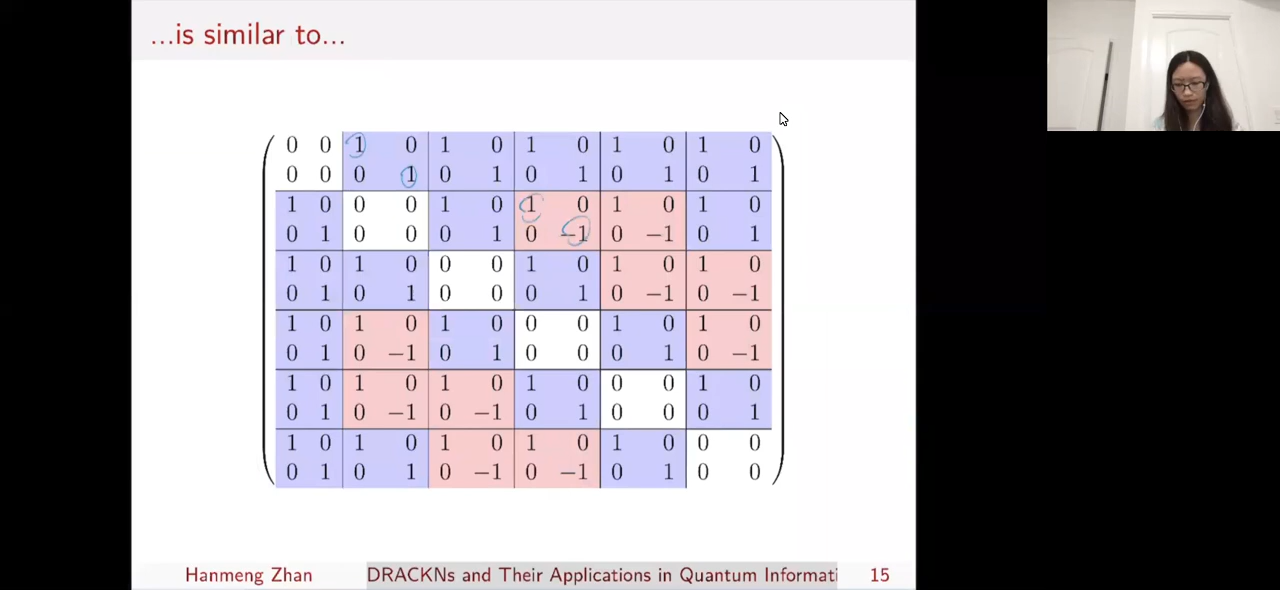 ...is similar to...
0 0 1 0 1 0 1 0 1 0 1 0
0 0 0 1 0 1 0 1 0 1 0 1
1 0 0 0 1 0 1 0 1 0 1 0
0 1 0 0 0 1 0 −1 0 −1 0 1
1 0 1 0 0 0 1 0 1 0 1 0
0 1 0 1 0 0 0 1 0 −1 0 −1
1 0 1 0 1 0 0 0 1 0 1 0
0 1 0 −1 0 1 0 0 0 1 0 −1
1 0 1 0 1 0 1 0 0 0 1 0
0 1 0 −1 0 −1 0 1 0 0 0 1
1 0 1 0 1 0 1 0 1 0 0 0
0 1 0 1 0 −1 0 −1 0 1 0 0
Hanmeng Zhan DRACKNs and Their Applications in Quantum Informati 15